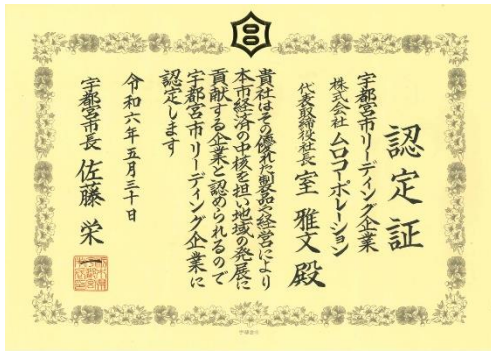 認定証
宇都宮市リーディング企業
株式会社 ムロコーポレーション
代表取締役社長 室 雅文 殿
貴社はその優れた製品や経営により
本市経済の中核を担い地域の発展に
貢献する企業と認められるので
宇都宮市リーディング企業に
認定します
令和六年五月三十日
宇都宮市長 佐藤 栄一